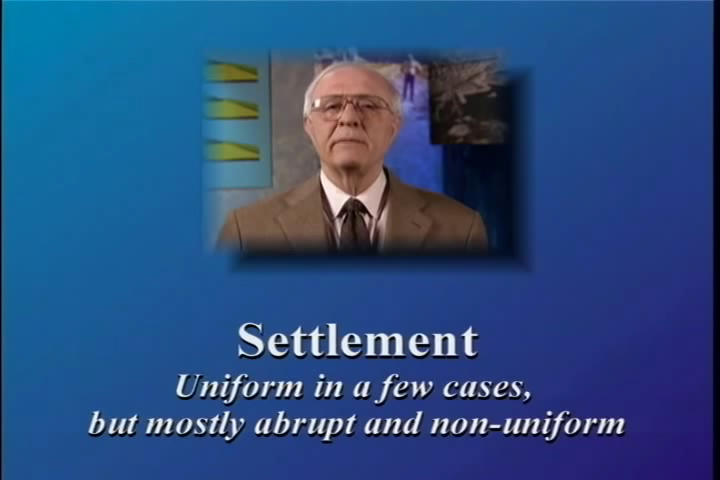 Settlement
Uniform in a few cases,
but mostly abrupt and non-uniform